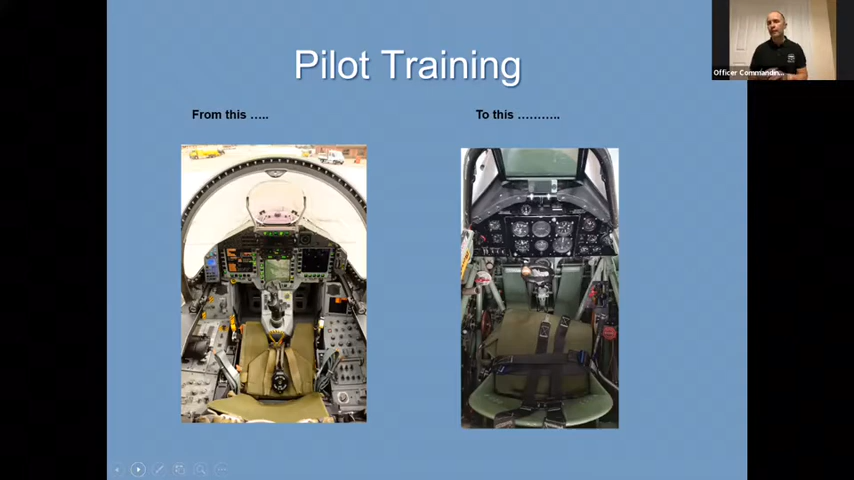 Pilot Training
Officer Commandin...
From this …..
To this ………..